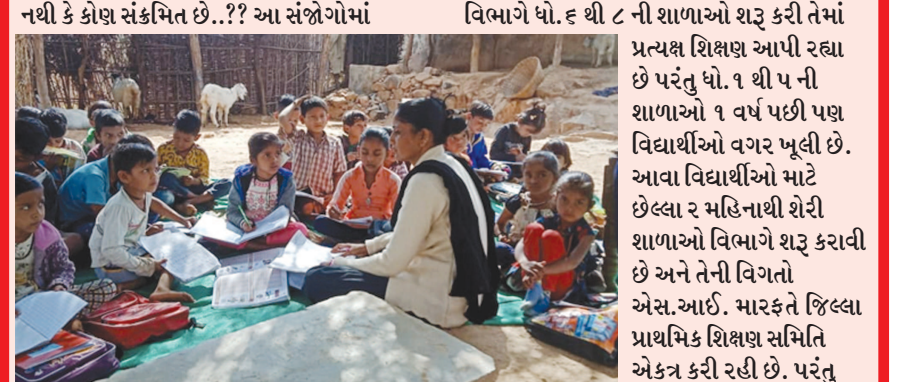 નથી કે કોણ સંક્રમિત છે..?? આ સંજોગોમાં
વિભાગે ધો.૬ થી ૮ ની શાળાઓ શરૂ કરી તેમાં
પ્રત્યક્ષ શિક્ષણ આપી રહ્યા
છે પરંતુ ધો.૧ થી ૫ ની
શાળાઓ ૧ વર્ષ પછી પણ
વિદ્યાર્થીઓ વગર ખૂલી છે.
આવા વિદ્યાર્થીઓ માટે
છેલ્લા ૨ મહિનાથી શેરી
શાળાઓ વિભાગે શરૂ કરાવી
છે અને તેની વિગતો
એસ.આઈ. મારફતે જિલ્લા
પ્રાથમિક શિક્ષણ સમિતિ
એકત્ર કરી રહી છે. પરંતુ